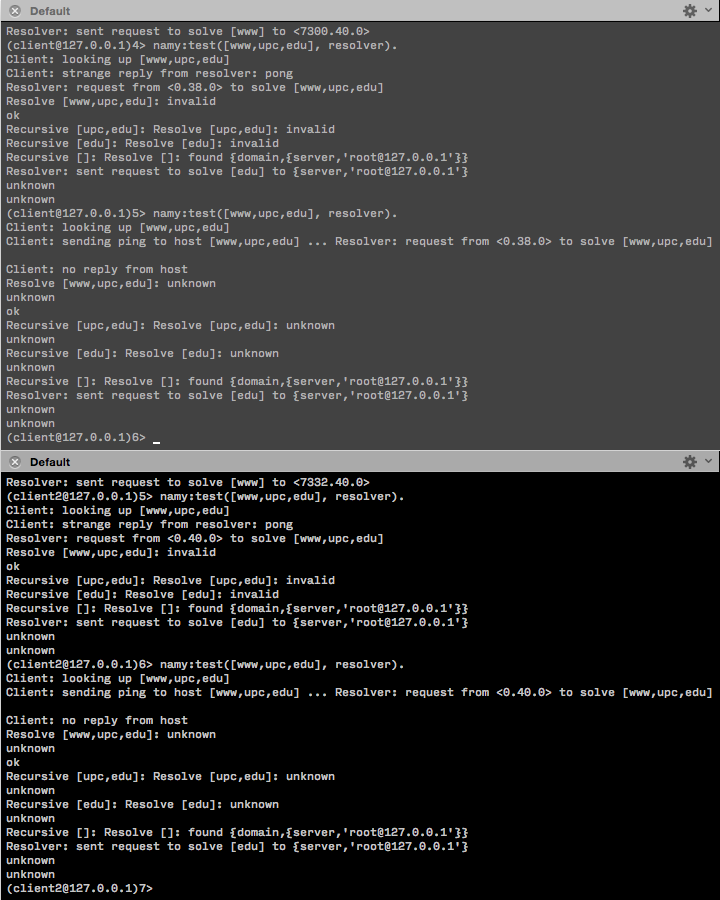 Default
Resolver: sent request to solve [www] to <7300.40.0>
(client@127.0.0.1)4> namy:test([www,upc,edu], resolver).
Client: looking up [www,upc,edu]
Client: strange reply from resolver: pong
Resolver: request from <0.38.0> to solve [www,upc,edu]
Resolve [www,upc,edu]: invalid
ok
Recursive [upc,edu]: Resolve [upc,edu]: invalid
Recursive [edu]: Resolve [edu]: invalid
Recursive []: Resolve []: found {domain,{server,'root@127.0.0.1'}}
Resolver: sent request to solve [edu] to {server,'root@127.0.0.1'}
unknown
unknown
(client@127.0.0.1)5> namy:test([www,upc,edu], resolver).
Client: looking up [www,upc,edu]
Client: sending ping to host [www,upc,edu] ... Resolver: request from <0.38.0> to solve [www,upc,edu]
Client: no reply from host
Resolve [www,upc,edu]: unknown
unknown
ok
Recursive [upc,edu]: Resolve [upc,edu]: unknown
unknown
Recursive [edu]: Resolve [edu]: unknown
unknown
Recursive []: Resolve []: found {domain,{server,'root@127.0.0.1'}}
Resolver: sent request to solve [edu] to {server,'root@127.0.0.1'}
unknown
unknown
(client@127.0.0.1)6>
Default
Resolver: sent request to solve [www] to <7332.40.0>
(client2@127.0.0.1)5> namy:test([www,upc,edu], resolver).
Client: looking up [www,upc,edu]
Client: strange reply from resolver: pong
Resolver: request from <0.40.0> to solve [www,upc,edu]
Resolve [www,upc,edu]: invalid
ok
Recursive [upc,edu]: Resolve [upc,edu]: invalid
Recursive [edu]: Resolve [edu]: invalid
Recursive []: Resolve []: found {domain,{server,'root@127.0.0.1'}}
Resolver: sent request to solve [edu] to {server,'root@127.0.0.1'}
unknown
unknown
(client2@127.0.0.1)6> namy:test([www,upc,edu], resolver).
Client: looking up [www,upc,edu]
Client: sending ping to host [www,upc,edu] ... Resolver: request from <0.40.0> to solve [www,upc,edu]
Client: no reply from host
Resolve [www,upc,edu]: unknown
unknown
ok
Recursive [upc,edu]: Resolve [upc,edu]: unknown
unknown
Recursive [edu]: Resolve [edu]: unknown
unknown
Recursive []: Resolve []: found {domain,{server,'root@127.0.0.1'}}
Resolver: sent request to solve [edu] to {server,'root@127.0.0.1'}
unknown
unknown
(client2@127.0.0.1)7>